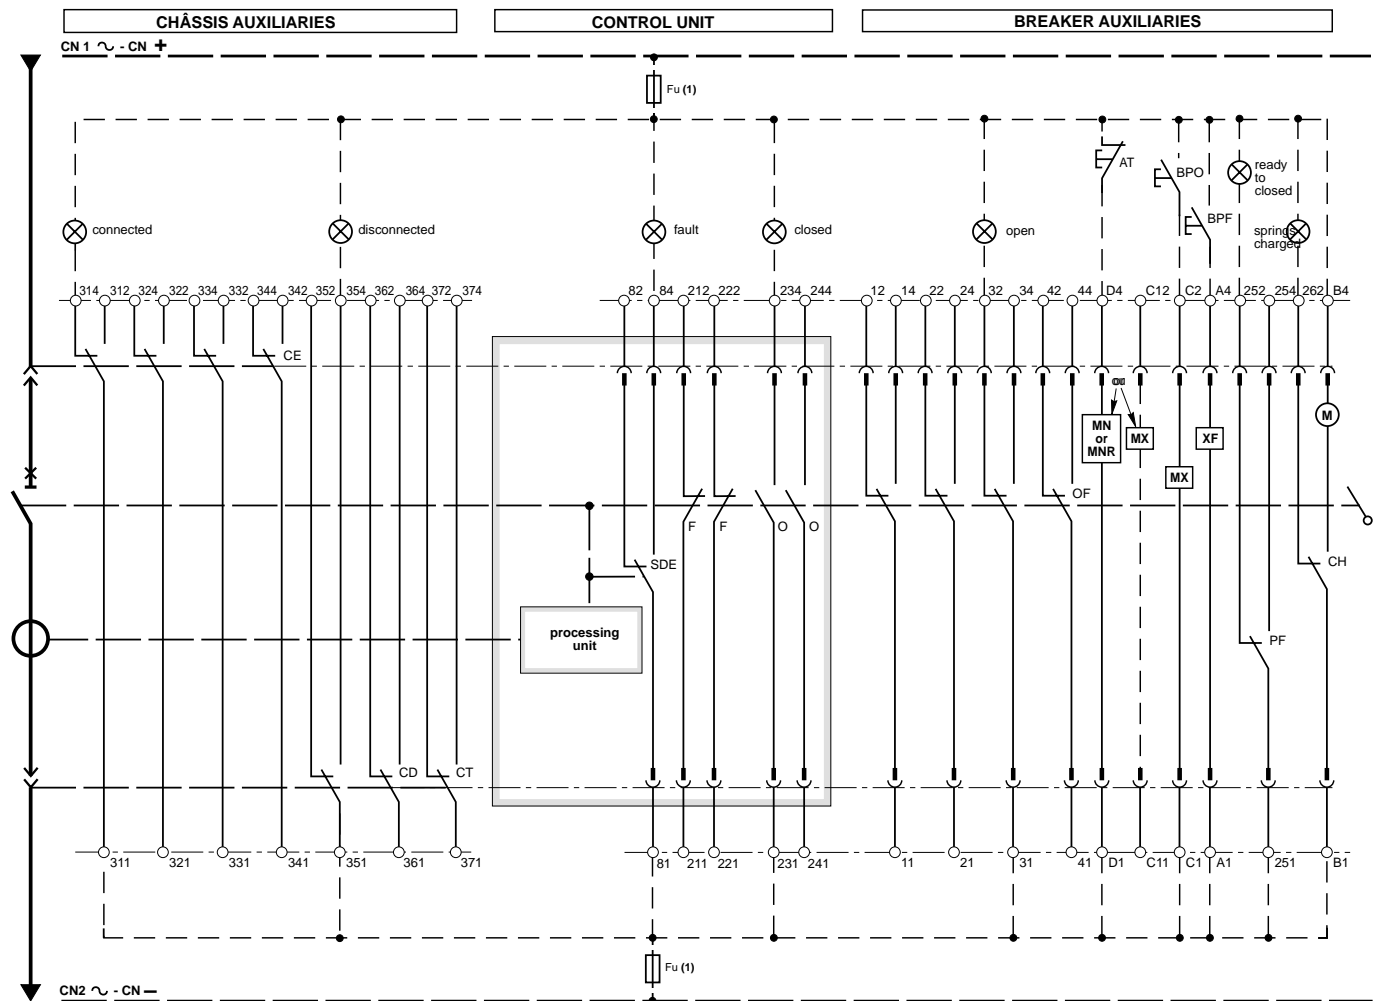 CHÂSSIS AUXILIARIES CONTROL UNIT BREAKER AUXILIARIES
CN 1 ∿ - CN +
Fu (1)
AT
BPO
ready
to
closed
BPF
connected disconnected fault closed open
springs
charged
314 312 324 322 334 332 344 342 352 354 362 364 372 374 82 84 212 222 234 244 12 14 22 24 32 34 42 44 D4 C12 C2 A4 252 254 262 B4
CE
ou
M
MN
or
MNR
MX XF
MX
OF
F F O O
SDE CH
processing
unit
PF
CD CT
311 321 331 341 351 361 371 81 211 221 231 241 11 21 31 41 D1 C11 C1 A1 251 B1
Fu (1)
CN2 ∿ - CN —